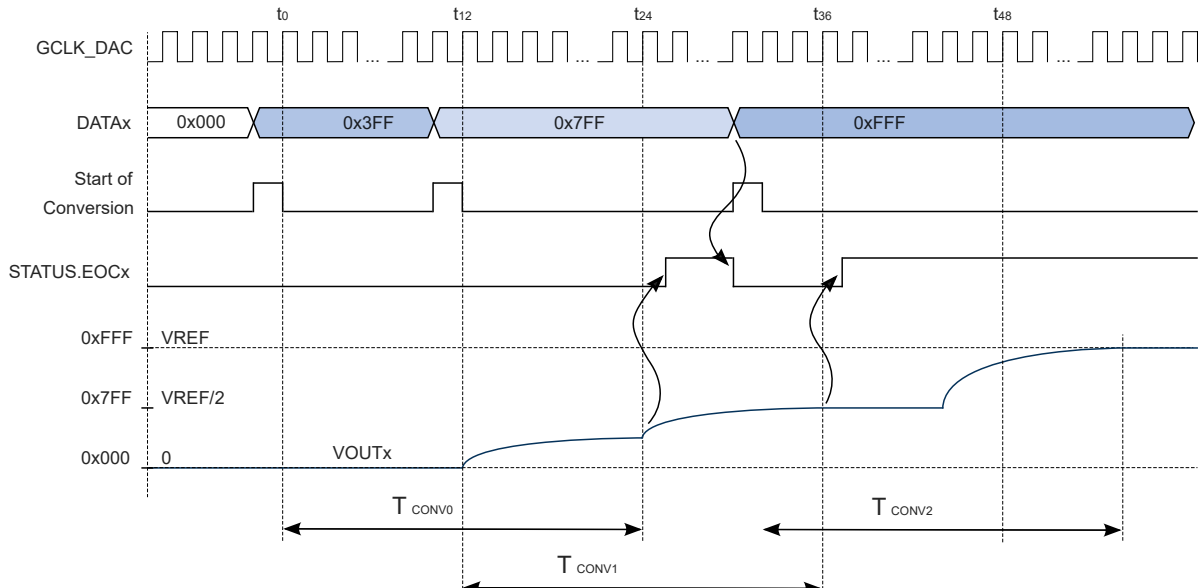 t0 t12 t24 t36 t48
GCLK_DAC ... ... ... ... ...
DATAx 0x000 0x3FF 0x7FF 0xFFF
Start of
Conversion
STATUS.EOCx
0xFFF VREF
0x7FF VREF/2
0x000 0 VOUTx
T CONV0 T CONV2
T CONV1